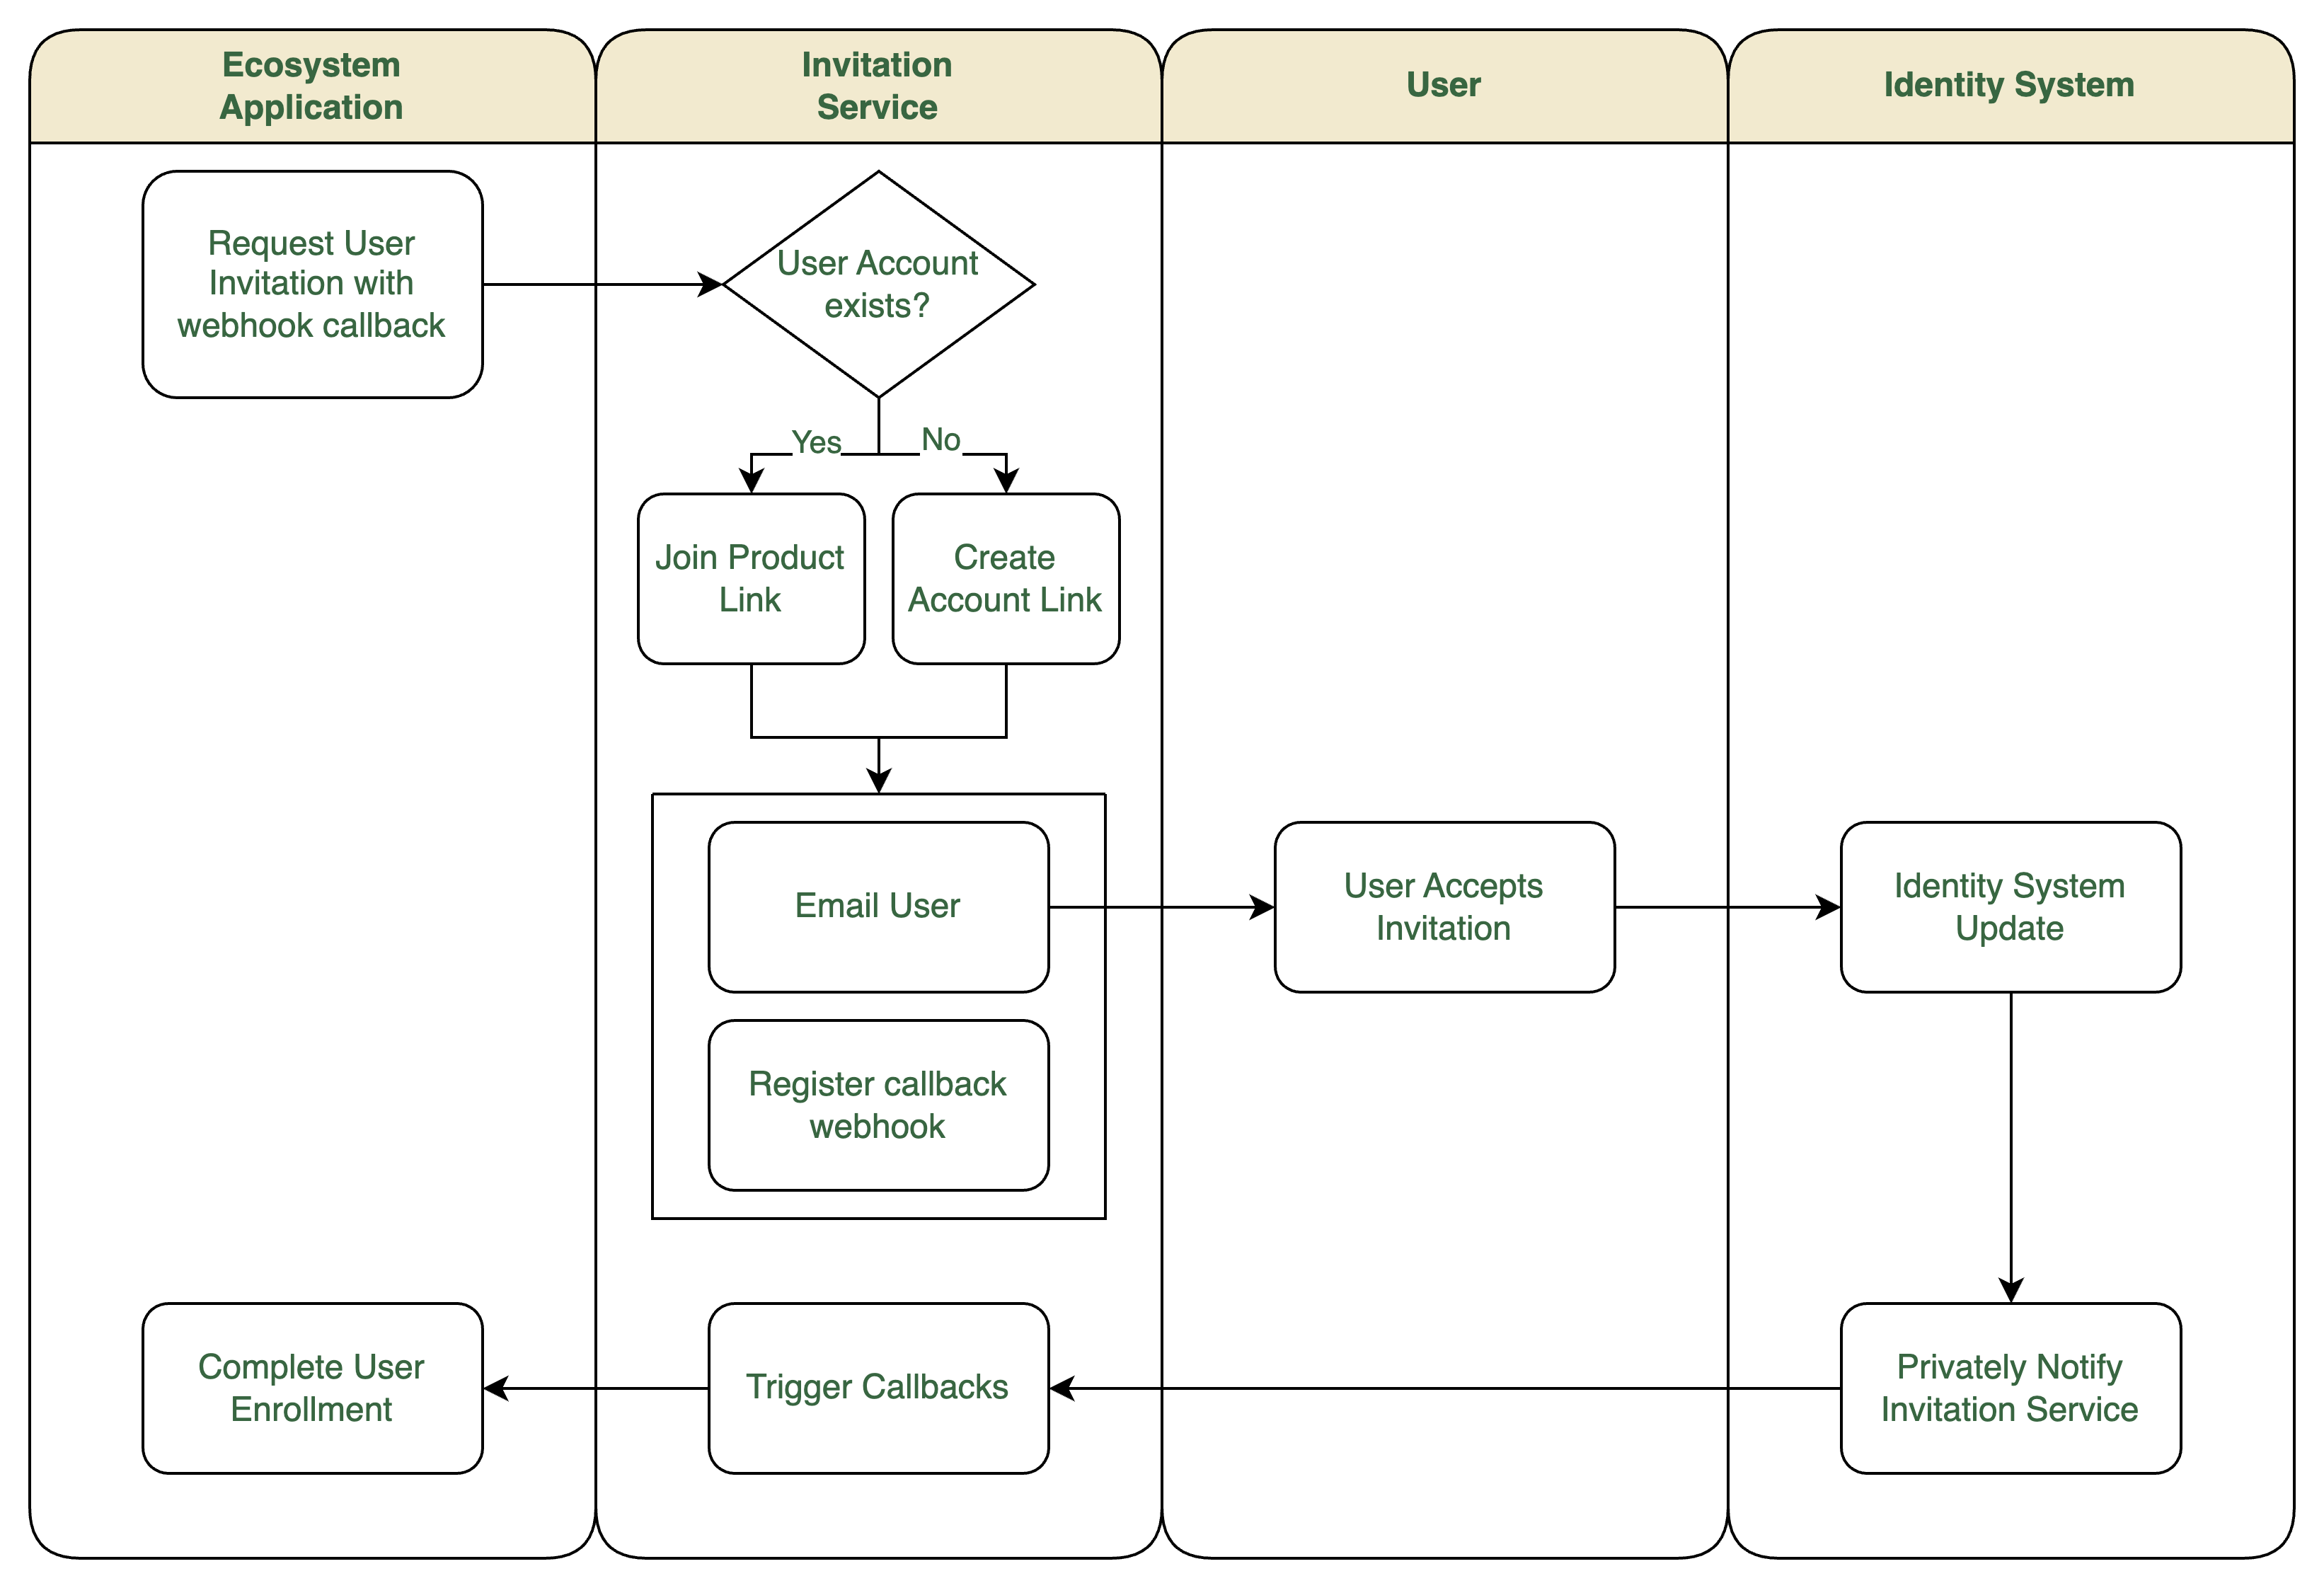 Ecosystem
Application
Invitation
Service
User
Identity System
Request User
Invitation with
webhook callback
User Account
exists?
Yes
No
Join Product
Link
Create
Account Link
Email User
User Accepts
Invitation
Identity System
Update
Register callback
webhook
Complete User
Enrollment
Trigger Callbacks
Privately Notify
Invitation Service